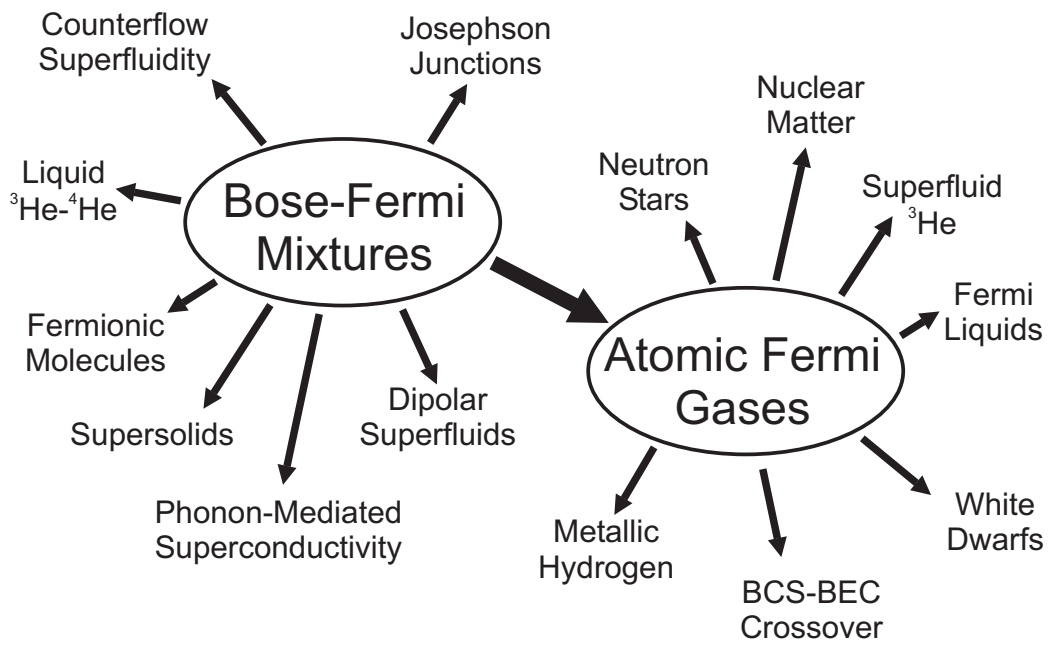 Counterflow
Superfluidity
Josephson
Junctions
Liquid
³He-⁴He
Bose-Fermi
Mixtures
Fermionic
Molecules
Supersolids
Phonon-Mediated
Superconductivity
Dipolar
Superfluids
Nuclear
Matter
Neutron
Stars
Superfluid
³He
Fermi
Liquids
Atomic Fermi
Gases
Metallic
Hydrogen
BCS-BEC
Crossover
White
Dwarfs